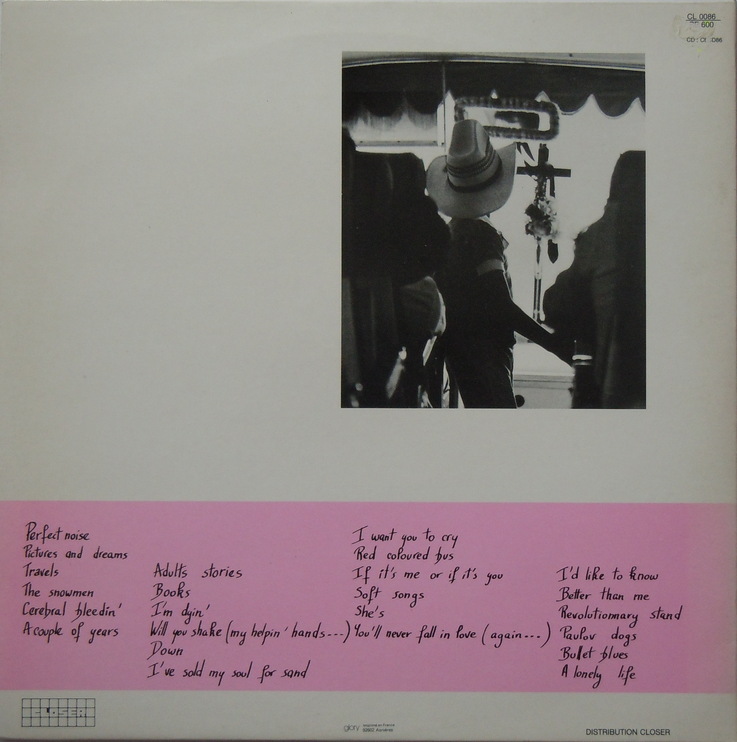 CL 0086
600
Perfect noise
Pictures and dreams
Travels
The snowmen
Cerebral bleedin'
A couple of years
Adults stories
Books
I'm dyin'
Will you shake (my helpin' hands...)
Down
I've sold my soul for sand
I want you to cry
Red coloured bus
If it's me or if it's you
Soft songs
She's
You'll never fall in love (again...)
I'd like to know
Better than me
Revolutionnary stand
Pavlov dogs
Bullet blues
A lonely life
CLOSER
glory
DISTRIBUTION CLOSER